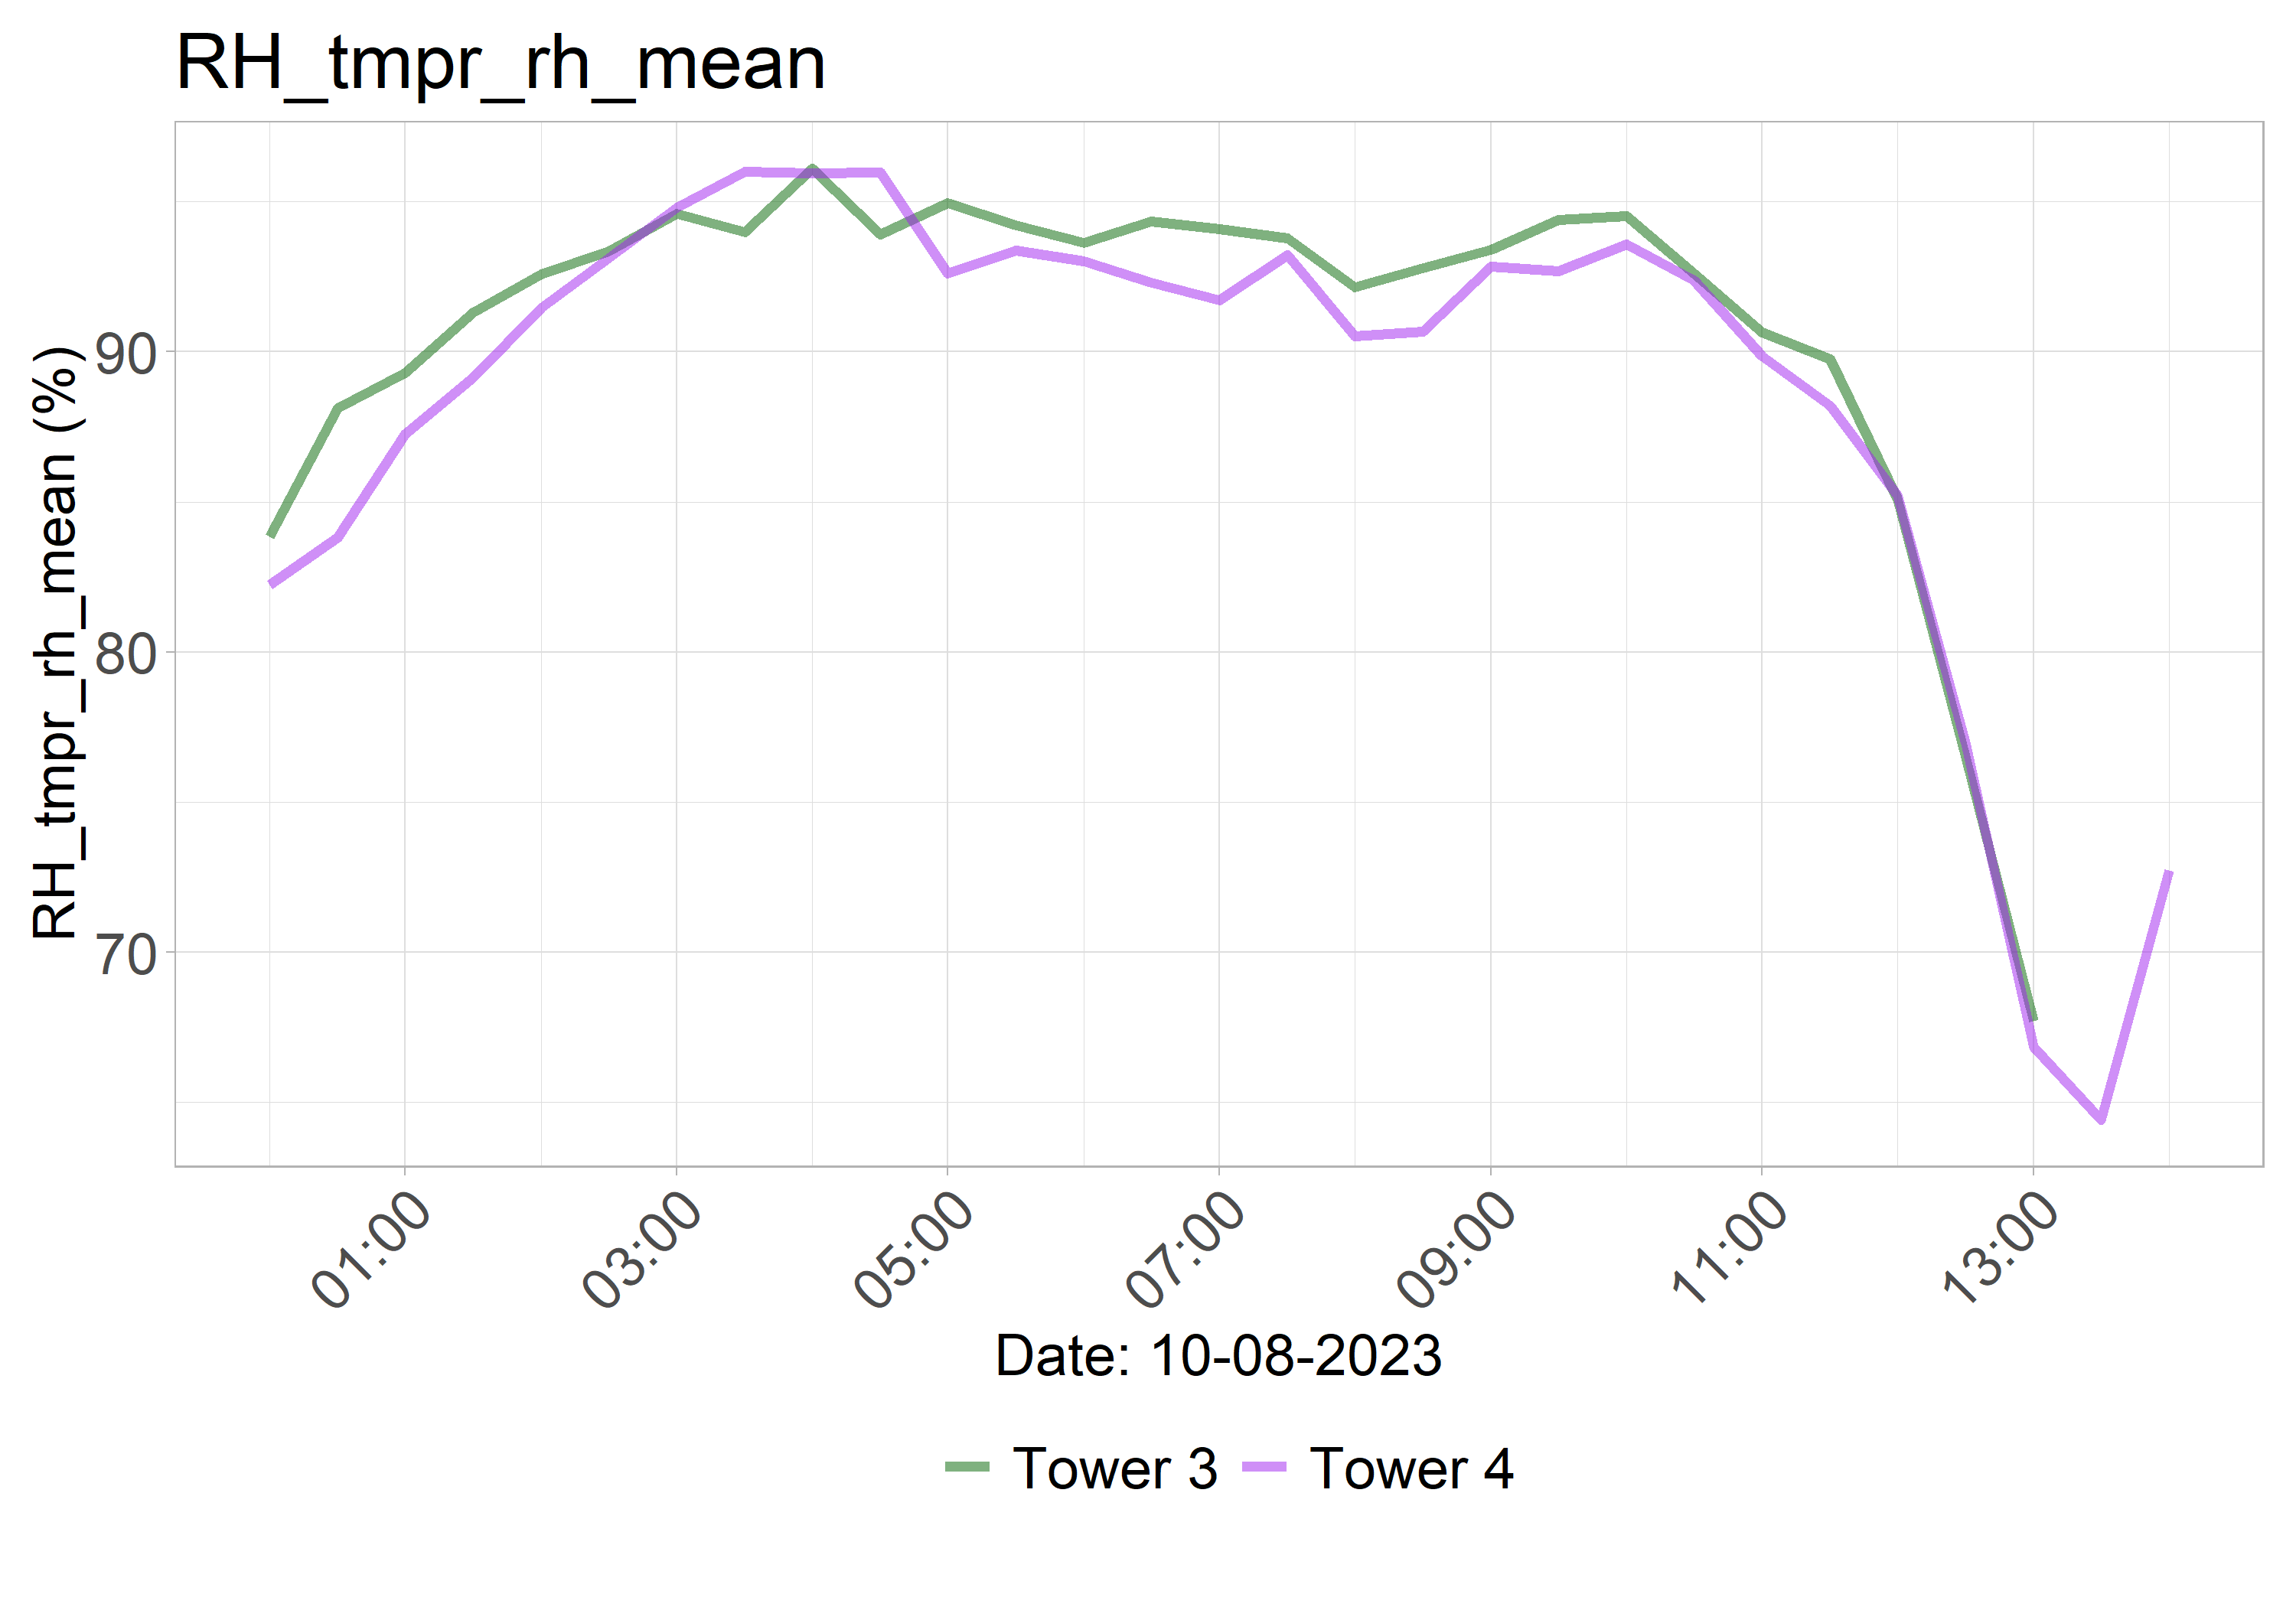 RH_tmpr_rh_mean
RH_tmpr_rh_mean (%)
90
80
70
01:00 03:00 05:00 07:00 09:00 11:00 13:00
Date: 10-08-2023
Tower 3 Tower 4